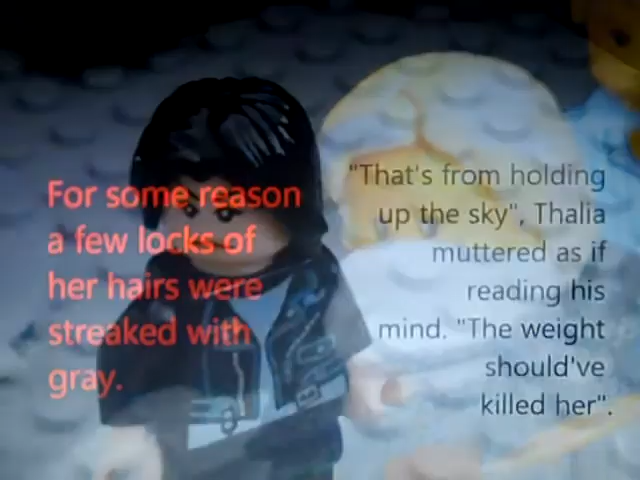 For some reason
a few locks of
her hairs were
streaked with
gray.
"That's from holding
up the sky", Thalia
muttered as if
reading his
mind. "The weight
should've
killed her".